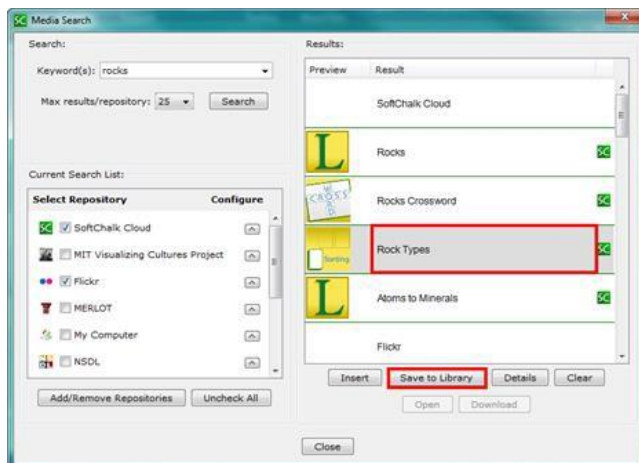 SC Media Search
Search:
Keyword(s): rocks
Max results/repository: 25 Search
Current Search List:
Select Repository Configure
SC SoftChalk Cloud
MIT Visualizing Cultures Project
Flickr
MERLOT
My Computer
NSDL
Add/Remove Repositories Uncheck All
Results:
Preview Result
SoftChalk Cloud
L Rocks SC
CROSS WORD Rocks Crossword SC
Sorting Rock Types SC
L Atoms to Minerals SC
Flickr
Insert Save to Library Details Clear
Open Download
Close